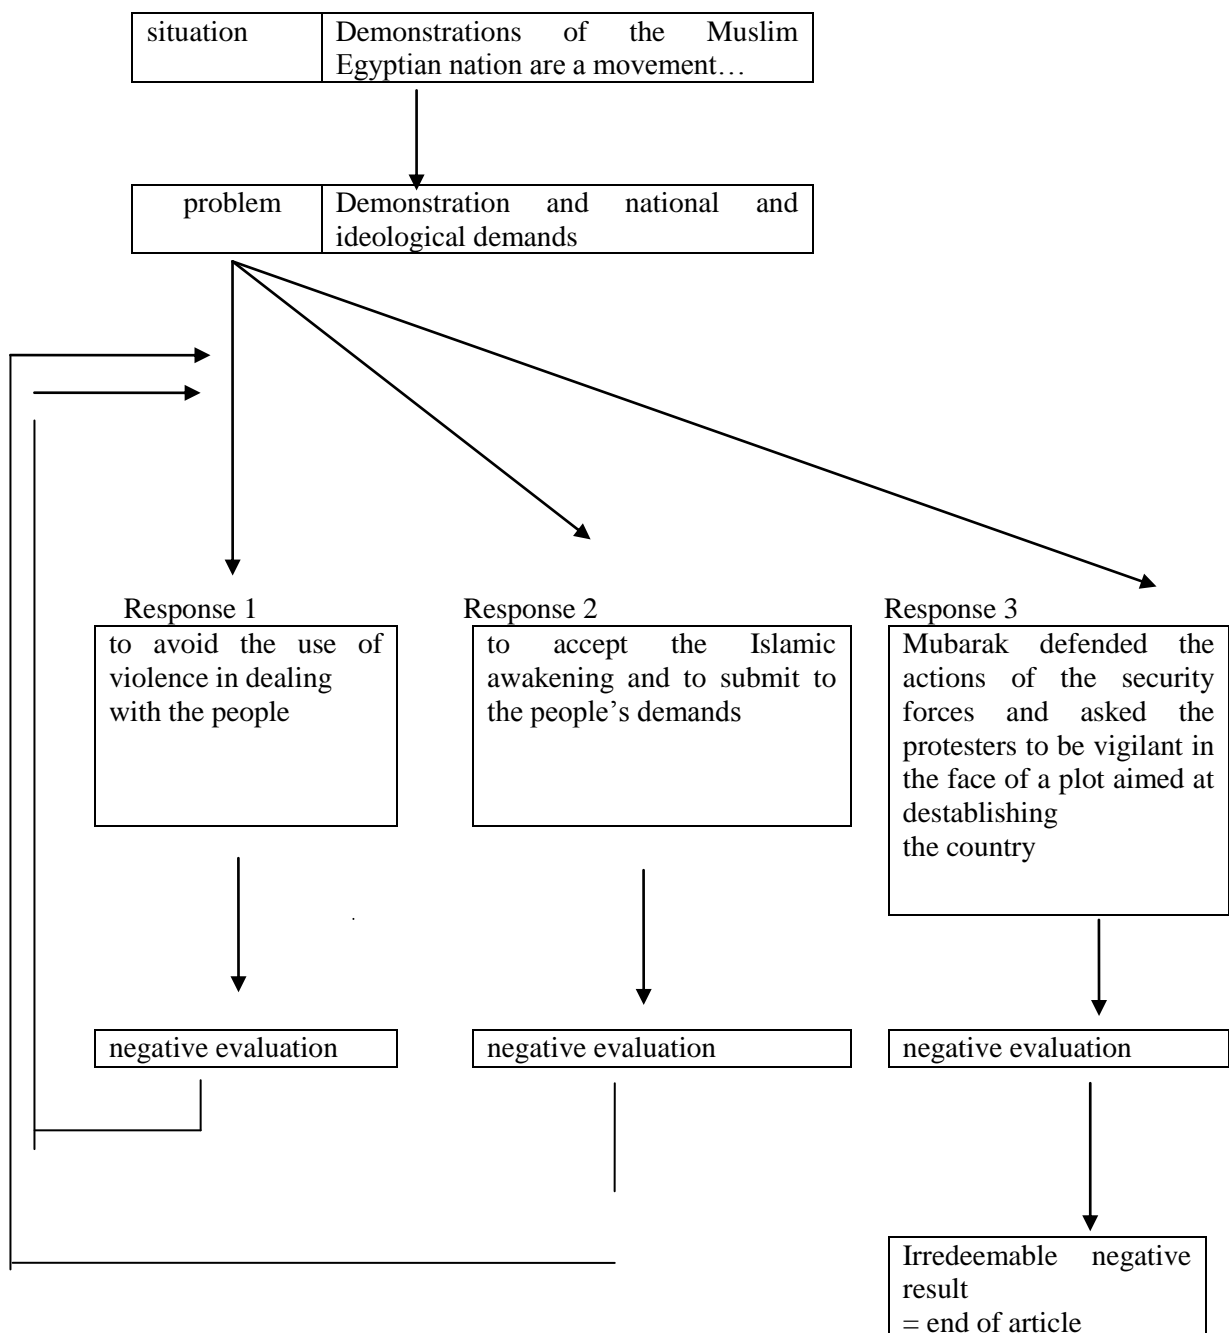 situation
Demonstrations of the Muslim
Egyptian nation are a movement…
problem
Demonstration and national and
ideological demands
Response 1
to avoid the use of
violence in dealing
with the people
Response 2
to accept the Islamic
awakening and to submit to
the people’s demands
Response 3
Mubarak defended the
actions of the security
forces and asked the
protesters to be vigilant in
the face of a plot aimed at
destablishing
the country
negative evaluation
negative evaluation
negative evaluation
Irredeemable negative
result
= end of article